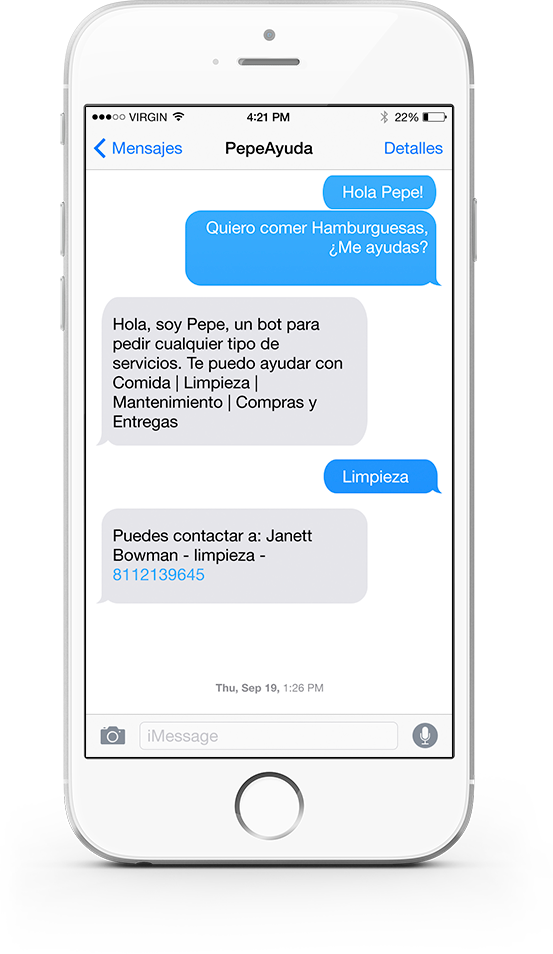 VIRGIN 4:21 PM 22%
Mensajes PepeAyuda Detalles
Hola Pepe!
Quiero comer Hamburguesas,
¿Me ayudas?
Hola, soy Pepe, un bot para
pedir cualquier tipo de
servicios. Te puedo ayudar con
Comida | Limpieza |
Mantenimiento | Compras y
Entregas
Limpieza
Puedes contactar a: Janett
Bowman - limpieza -
8112139645
Thu, Sep 19, 1:26 PM
iMessage